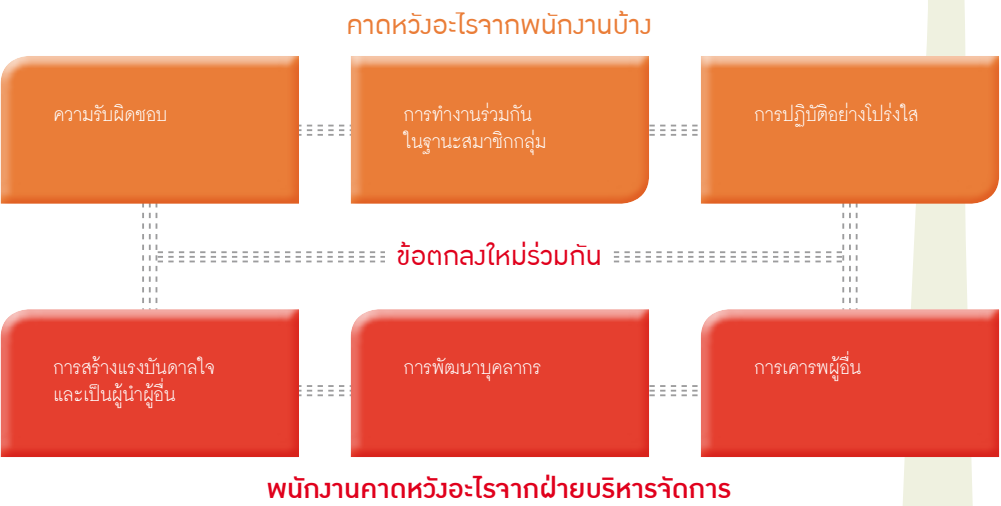 คาดหวังอะไรจากพนักงานบ้าง
ความรับผิดชอบ
การทำงานร่วมกัน
ในฐานะสมาชิกกลุ่ม
การปฏิบัติอย่างโปร่งใส
ข้อตกลงใหม่ร่วมกัน
การสร้างแรงบันดาลใจ
และเป็นผู้นำผู้อื่น
การพัฒนาบุคลากร
การเคารพผู้อื่น
พนักงานคาดหวังอะไรจากฝ่ายบริหารจัดการ